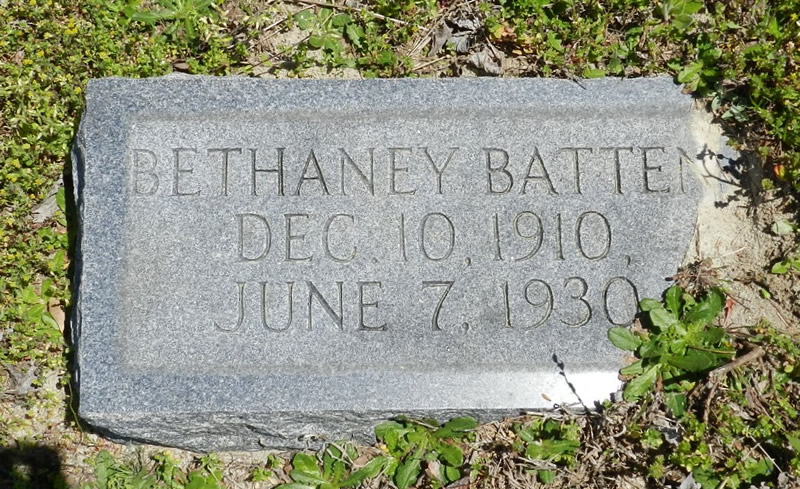 BETHANEY BATTEN
DEC. 10, 1910,
JUNE 7, 1930